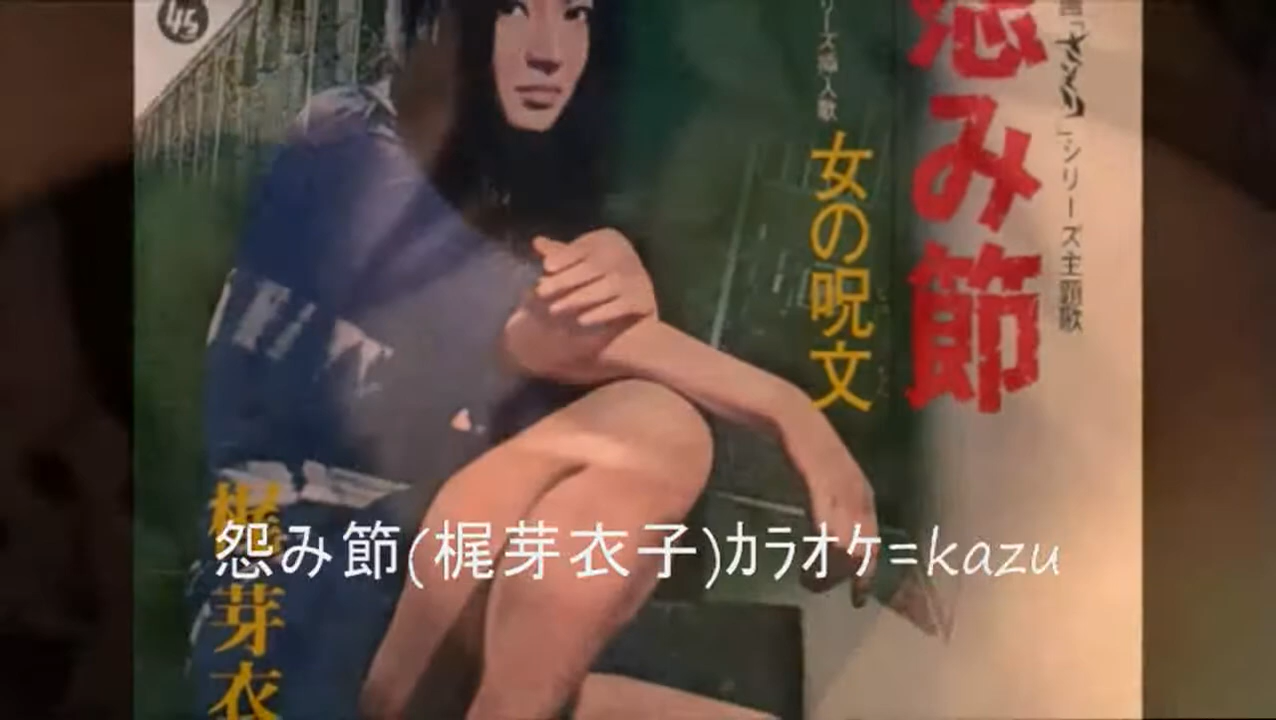 「さそり」シリーズ主題歌
怨み節
リーズ挿入歌
女の呪文
45
梶芽衣
怨み節(梶芽衣子)ｶﾗｵｹ=kazu